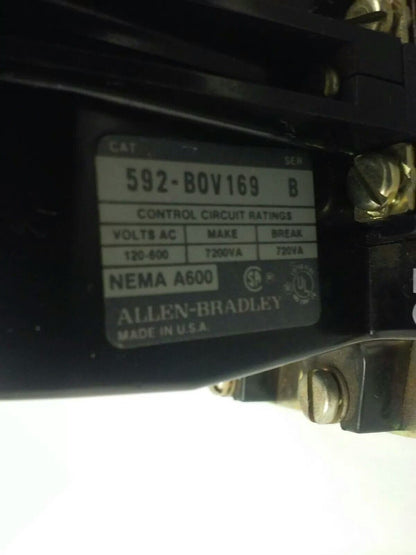 CAT SER
592-BOV169 B
CONTROL CIRCUIT RATINGS
VOLTS AC MAKE BREAK
120-600 7200VA 720VA
NEMA A600
ALLEN-BRADLEY
MADE IN U.S.A.